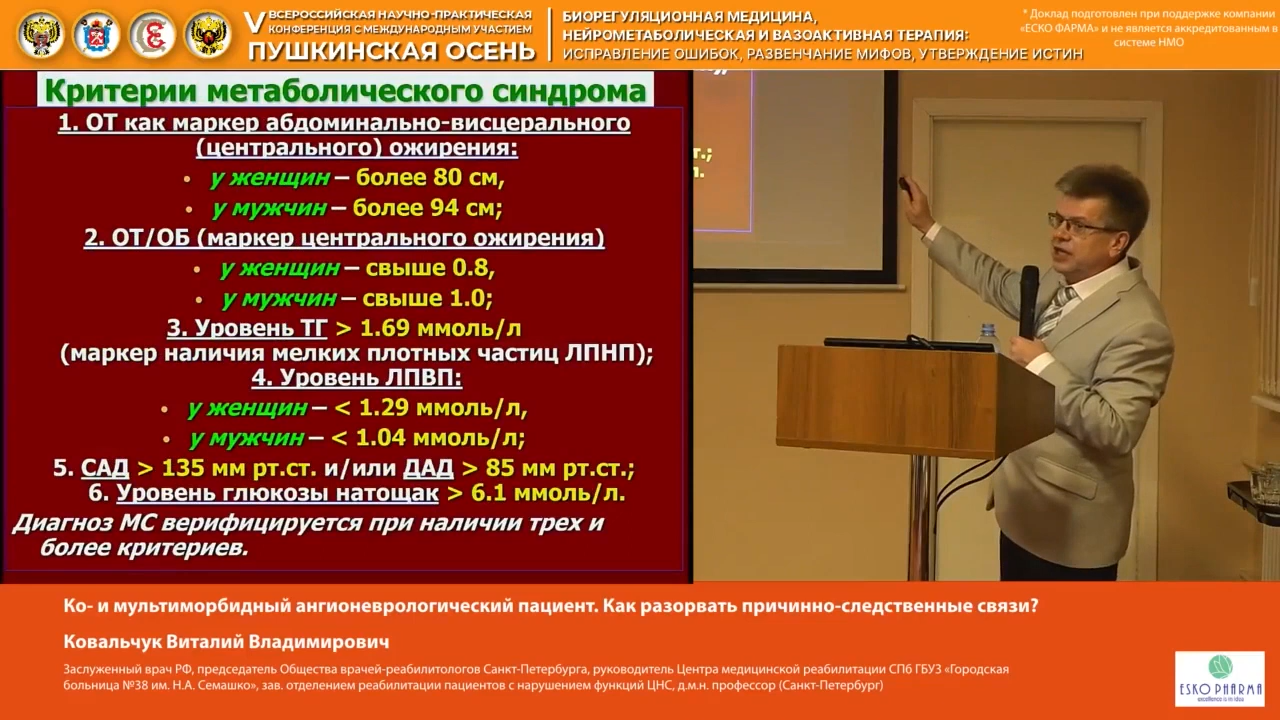 V ВСЕРОССИЙСКАЯ НАУЧНО-ПРАКТИЧЕСКАЯ
КОНФЕРЕНЦИЯ С МЕЖДУНАРОДНЫМ УЧАСТИЕМ
ПУШКИНСКАЯ ОСЕНЬ
БИОРЕГУЛЯЦИОННАЯ МЕДИЦИНА,
НЕЙРОМЕТАБОЛИЧЕСКАЯ И ВАЗОАКТИВНАЯ ТЕРАПИЯ:
ИСПРАВЛЕНИЕ ОШИБОК, РАЗВЕНЧАНИЕ МИФОВ, УТВЕРЖДЕНИЕ ИСТИН
* Доклад подготовлен при поддержке компании
«ЕСКО ФАРМА» и не является аккредитованным в
системе НМО
Критерии метаболического синдрома
1. ОТ как маркер абдоминально-висцерального
(центрального) ожирения:
• у женщин – более 80 см,
• у мужчин – более 94 см;
2. ОТ/ОБ (маркер центрального ожирения)
• у женщин – свыше 0.8,
• у мужчин – свыше 1.0;
3. Уровень ТГ > 1.69 ммоль/л
(маркер наличия мелких плотных частиц ЛПНП);
4. Уровень ЛПВП:
• у женщин – < 1.29 ммоль/л,
• у мужчин – < 1.04 ммоль/л;
5. САД > 135 мм рт.ст. и/или ДАД > 85 мм рт.ст.;
6. Уровень глюкозы натощак > 6.1 ммоль/л.
Диагноз МС верифицируется при наличии трех и
более критериев.
Ко- и мультиморбидный ангионеврологический пациент. Как разорвать причинно-следственные связи?
Ковальчук Виталий Владимирович
Заслуженный врач РФ, председатель Общества врачей-реабилитологов Санкт-Петербурга, руководитель Центра медицинской реабилитации СПб ГБУЗ «Городская
больница №38 им. Н.А. Семашко», зав. отделением реабилитации пациентов с нарушением функций ЦНС, д.м.н. профессор (Санкт-Петербург)
ESKO PHARMA
excellence is in idea